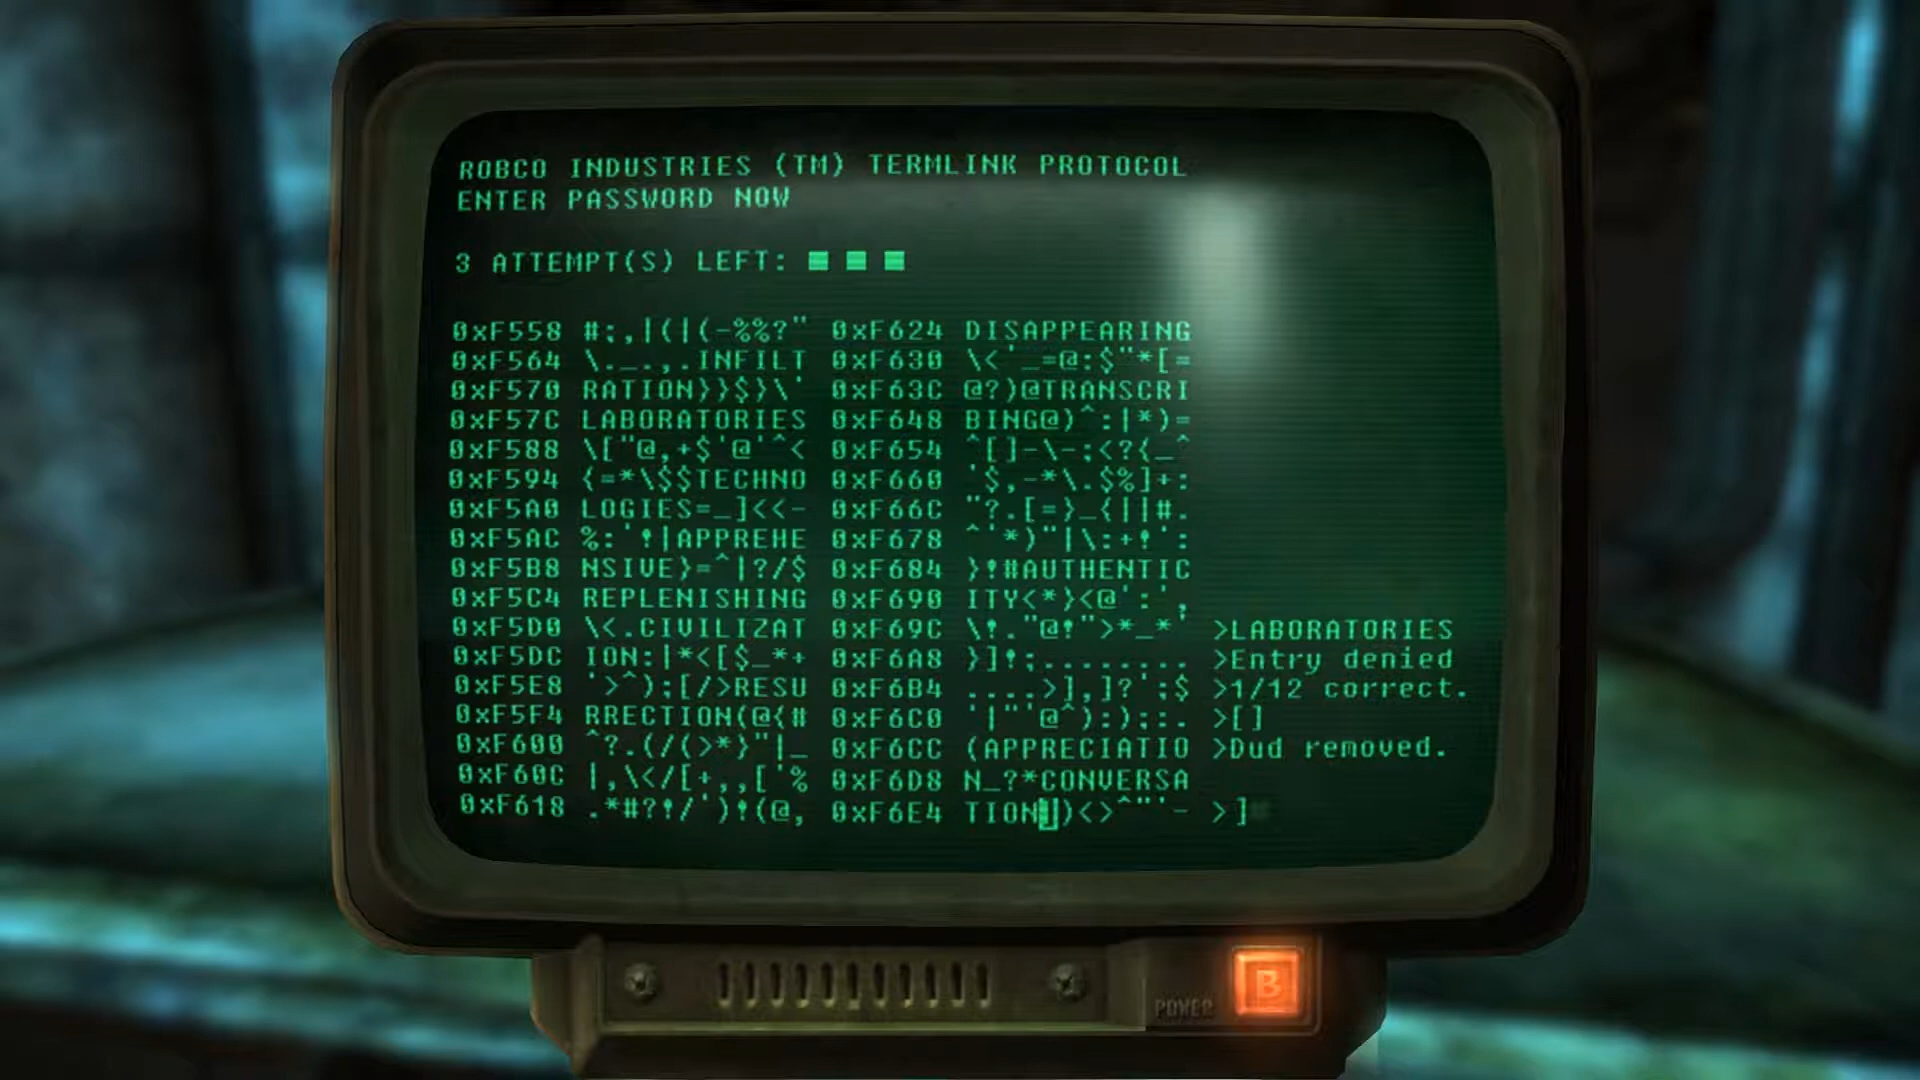 ROBCO INDUSTRIES (TM) TERMLINK PROTOCOL
ENTER PASSWORD NOW
3 ATTEMPT(S) LEFT: ■ ■ ■
0xF558 #;,|(|(-%%?" 0xF624 DISAPPEARING
0xF564 \._.,.INFILT 0xF630 \<'_=@:$"*[=
0xF570 RATION}}$}\' 0xF63C @?)@TRANSCRI
0xF57C LABORATORIES 0xF648 BING@)^:|*)=
0xF588 \["@,+$'@'^< 0xF654 ^[]-\-;<?{_^
0xF594 {=*\$$TECHNO 0xF660 '$,-*\.$%]+:
0xF5A0 LOGIES=_]<<- 0xF66C "?.[=}_{||#.
0xF5AC %:'!|APPREHE 0xF678 ^'*)"|\:+!':
0xF5B8 NSIVE}=^|?/$ 0xF684 }!#AUTHENTIC
0xF5C4 REPLENISHING 0xF690 ITY<*}<@':',
0xF5D0 \<.CIVILIZAT 0xF69C \!."@!">*_*' >LABORATORIES
0xF5DC ION:|*<[$_*+ 0xF6A8 }]!;........ >Entry denied
0xF5E8 '>^);[/>RESU 0xF6B4 ....>],]?';$ >1/12 correct.
0xF5F4 RRECTION(@{# 0xF6C0 '|"'@^):);:. >[]
0xF600 ^?.(/(>*}"|_ 0xF6CC (APPRECIATIO >Dud removed.
0xF60C |,\</[+,,['% 0xF6D8 N_?*CONVERSA
0xF618 .*#?!/')!(@, 0xF6E4 TION])<>^"'- >]
POWER
B